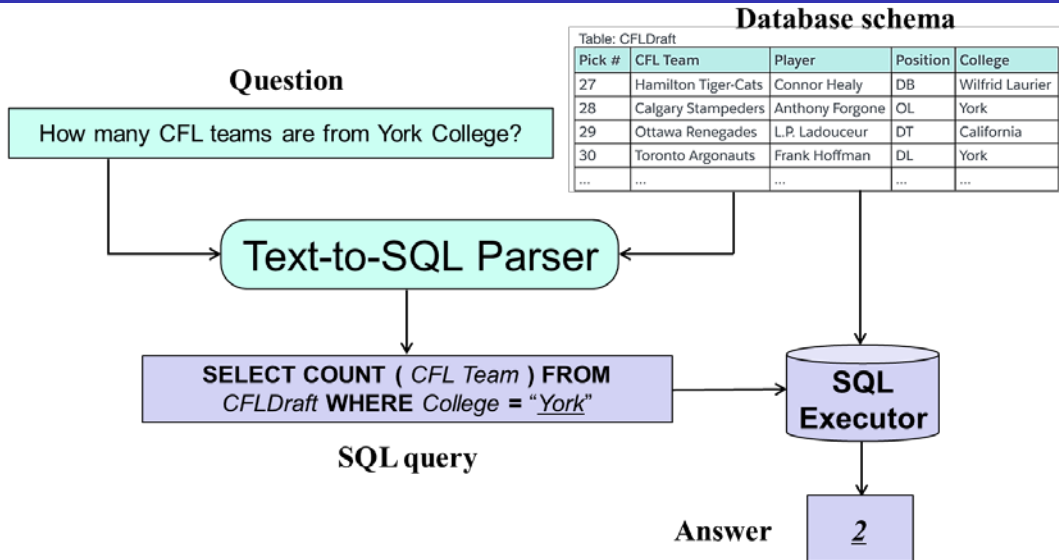 Database schema
Table: CFLDraft
Pick # CFL Team Player Position College
27 Hamilton Tiger-Cats Connor Healy DB Wilfrid Laurier
28 Calgary Stampeders Anthony Forgone OL York
29 Ottawa Renegades L.P. Ladouceur DT California
30 Toronto Argonauts Frank Hoffman DL York
... ... ... ... ...
Question
How many CFL teams are from York College?
Text-to-SQL Parser
SELECT COUNT ( CFL Team ) FROM
CFLDraft WHERE College = “York”
SQL query
SQL
Executor
Answer
2